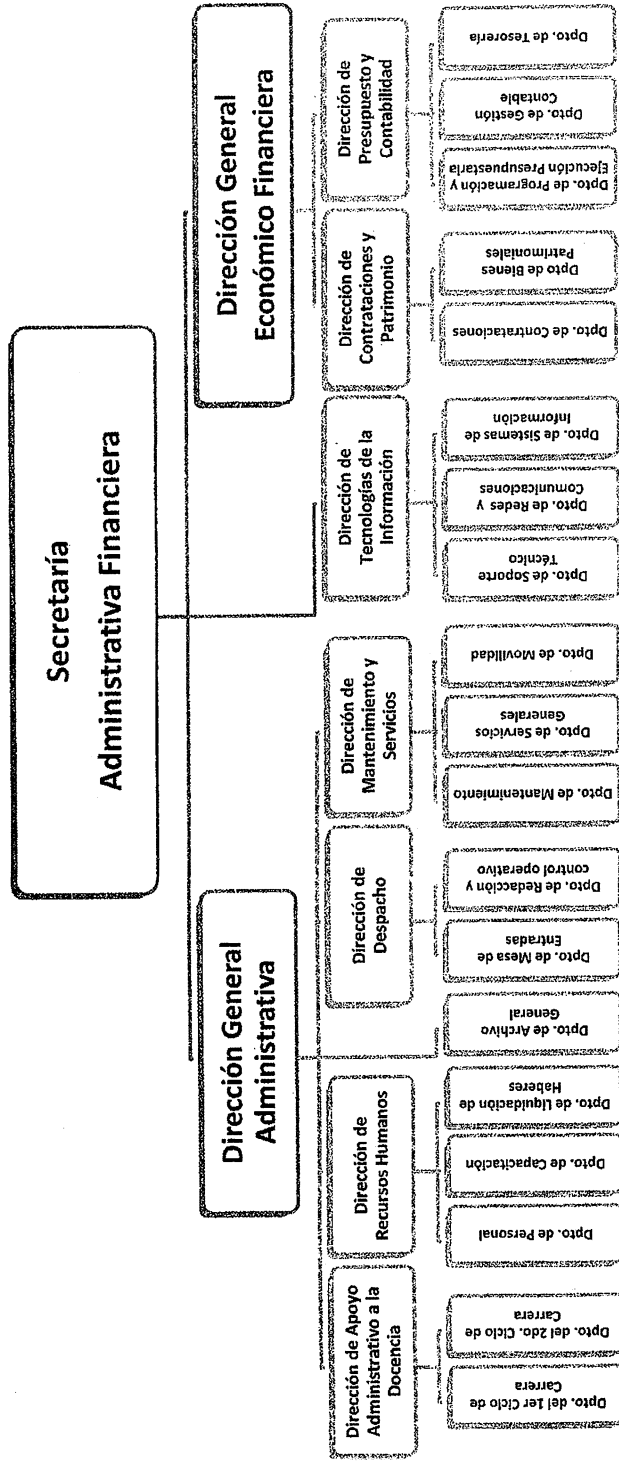 Secretaría
Administrativa Financiera
Dirección General
Administrativa
Dirección General
Económico Financiera
Dirección de Apoyo
Administrativo a la
Docencia
Dirección de
Recursos Humanos
Dirección de
Despacho
Dirección de
Mantenimiento y
Servicios
Dirección de
Tecnologías de la
Información
Dirección de
Contrataciones y
Patrimonio
Dirección de
Presupuesto y
Contabilidad
Dpto. del 1er Ciclo de
Carrera
Dpto. del 2do. Ciclo de
Carrera
Dpto. de Personal
Dpto. de Capacitación
Dpto. de Liquidación de
Haberes
Dpto. de Archivo
General
Dpto. de Mesa de
Entradas
Dpto. de Redacción y
control operativo
Dpto. de Mantenimiento
Dpto. de Servicios
Generales
Dpto. de Movilidad
Dpto. de Soporte
Técnico
Dpto. de Redes y
Comunicaciones
Dpto. de Sistemas de
Información
Dpto. de Contrataciones
Dpto de Bienes
Patrimoniales
Dpto. de Programación y
Ejecución Presupuestaria
Dpto. de Gestión
Contable
Dpto. de Tesorería